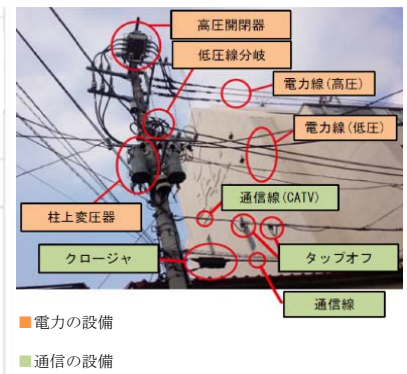 高圧開閉器
低圧線分岐
電力線(高圧)
電力線(低圧)
通信線(CATV)
柱上変圧器
クロージャ
タップオフ
通信線
■電力の設備
■通信の設備